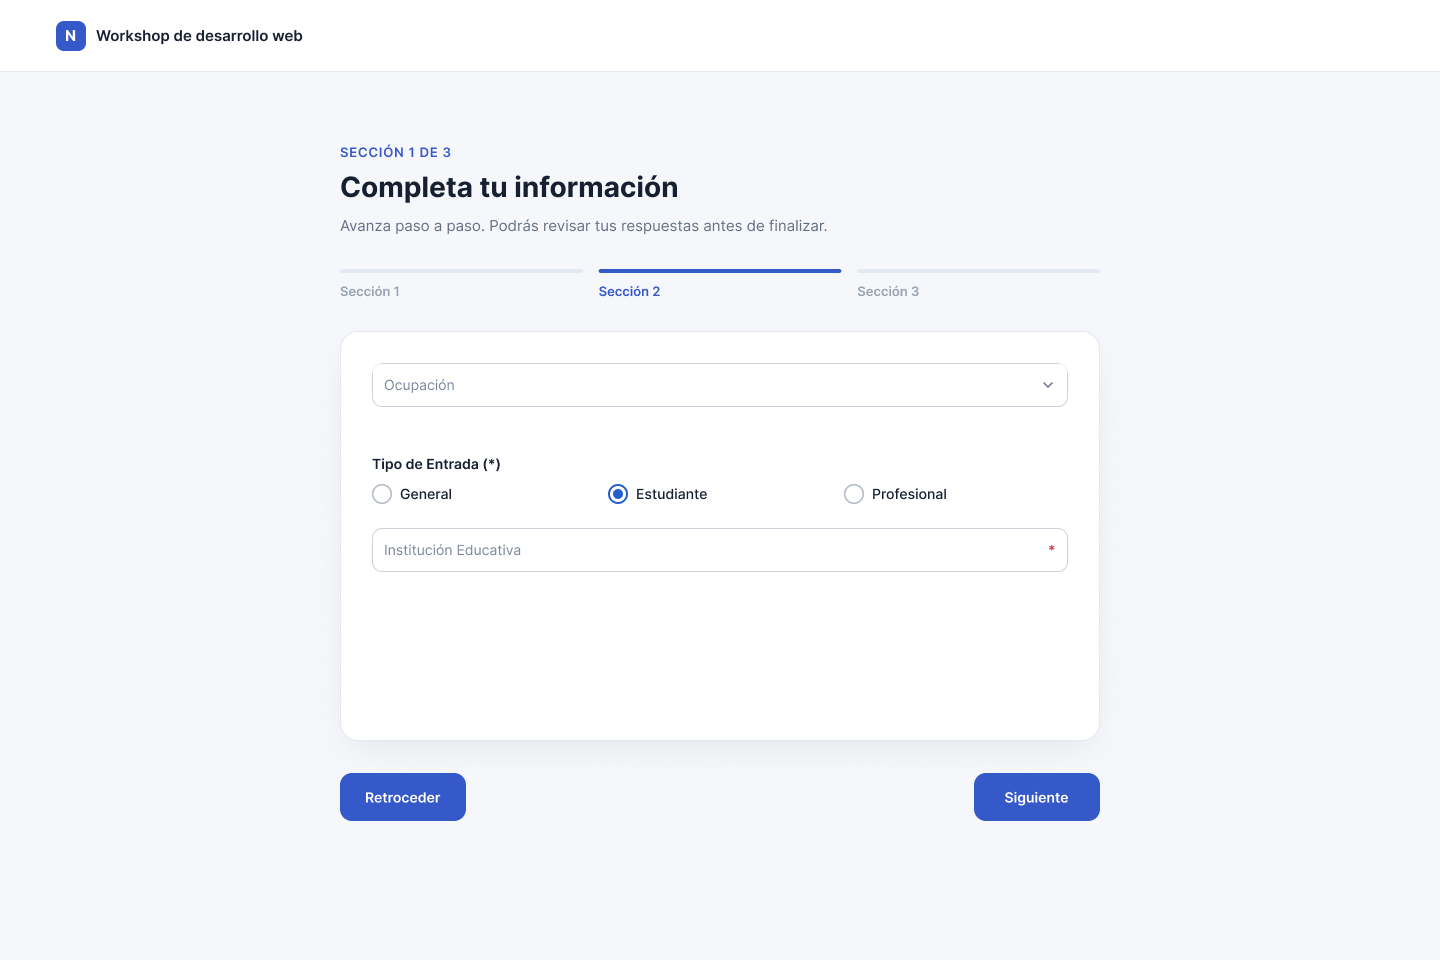 N Workshop de desarrollo web
SECCIÓN 1 DE 3
Completa tu información
Avanza paso a paso. Podrás revisar tus respuestas antes de finalizar.
Sección 1 Sección 2 Sección 3
Ocupación
Tipo de Entrada (*)
General Estudiante Profesional
Institución Educativa *
Retroceder Siguiente